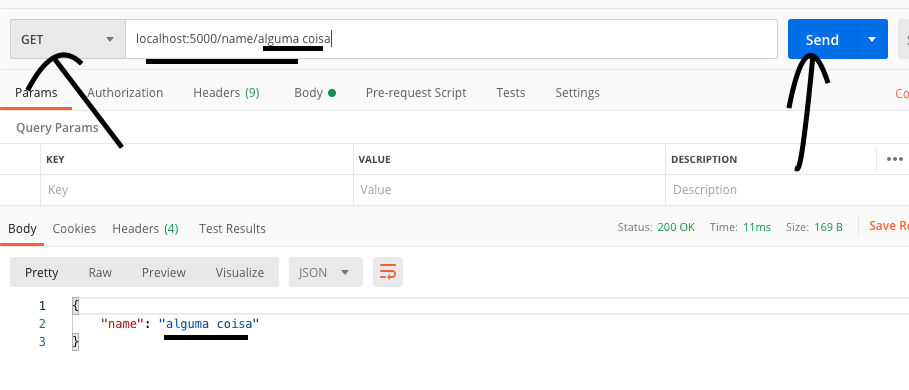 GET localhost:5000/name/alguma coisa Send
Params Authorization Headers (9) Body Pre-request Script Tests Settings Co
Query Params
KEY VALUE DESCRIPTION
Key Value Description
Body Cookies Headers (4) Test Results Status: 200 OK Time: 11ms Size: 169 B Save Re
Pretty Raw Preview Visualize JSON
1 {
2 "name": "alguma coisa"
3 }